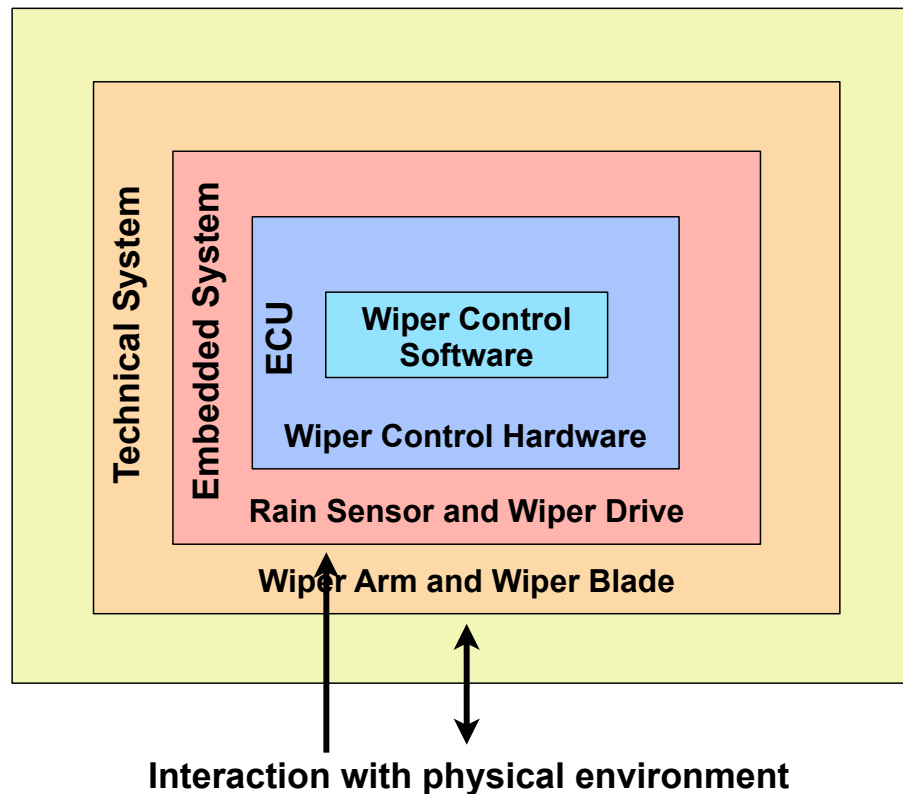 Technical System
Embedded System
ECU
Wiper Control
Software
Wiper Control Hardware
Rain Sensor and Wiper Drive
Wiper Arm and Wiper Blade
Interaction with physical environment